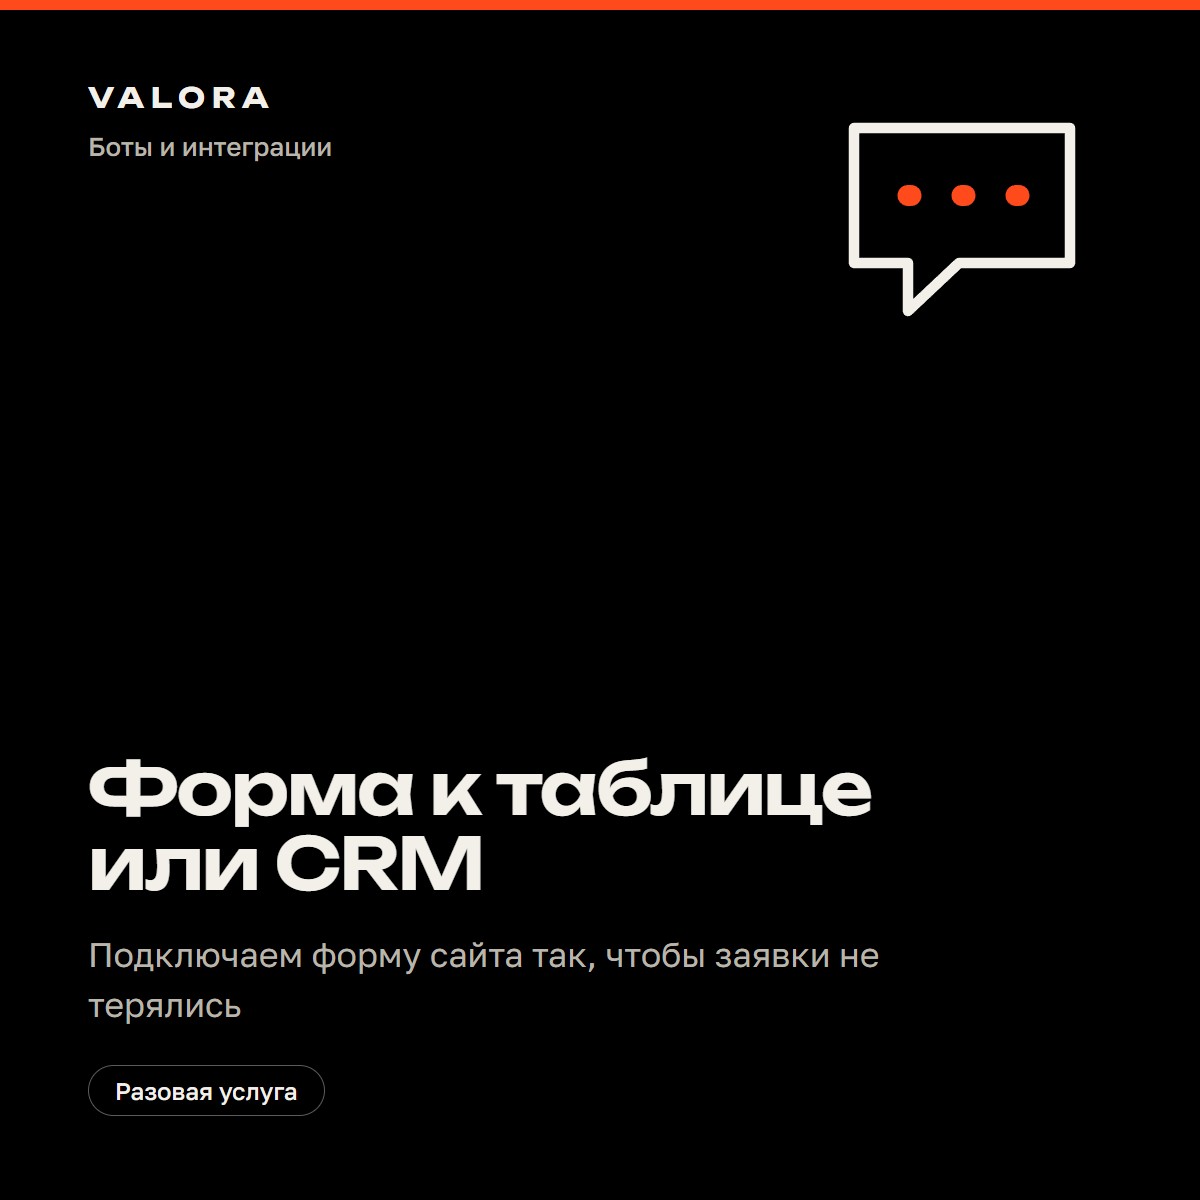 VALORA
Боты и интеграции
Форма к таблице
или CRM
Подключаем форму сайта так, чтобы заявки не
терялись
Разовая услуга